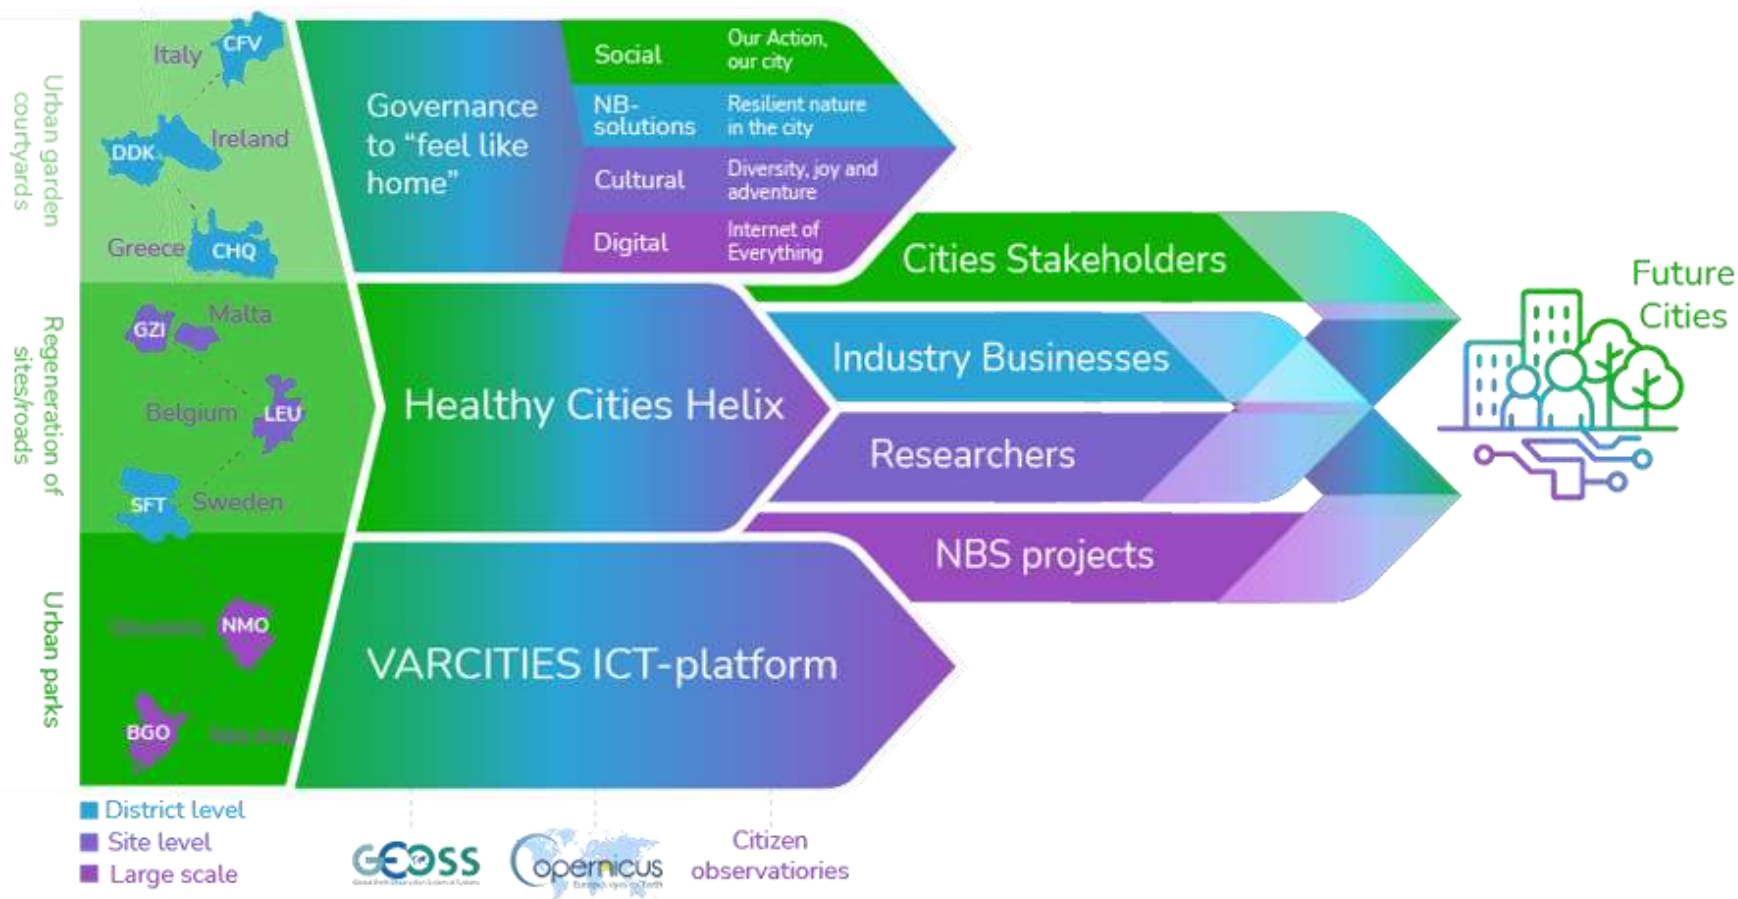 Urban garden
courtyards
Italy
CFV
DDK
Ireland
Greece
CHQ
Regeneration of
sites/roads
GZI
Malta
Belgium
LEU
SFT
Sweden
Urban parks
NMO
BGO
Governance
to “feel like
home”
Social
Our Action,
our city
NB-
solutions
Resilient nature
in the city
Cultural
Diversity, joy and
adventure
Digital
Internet of
Everything
Healthy Cities Helix
VARCITIES ICT-platform
Cities Stakeholders
Industry Businesses
Researchers
NBS projects
Future
Cities
District level
Site level
Large scale
GEOSS
Copernicus
Citizen
observatiories